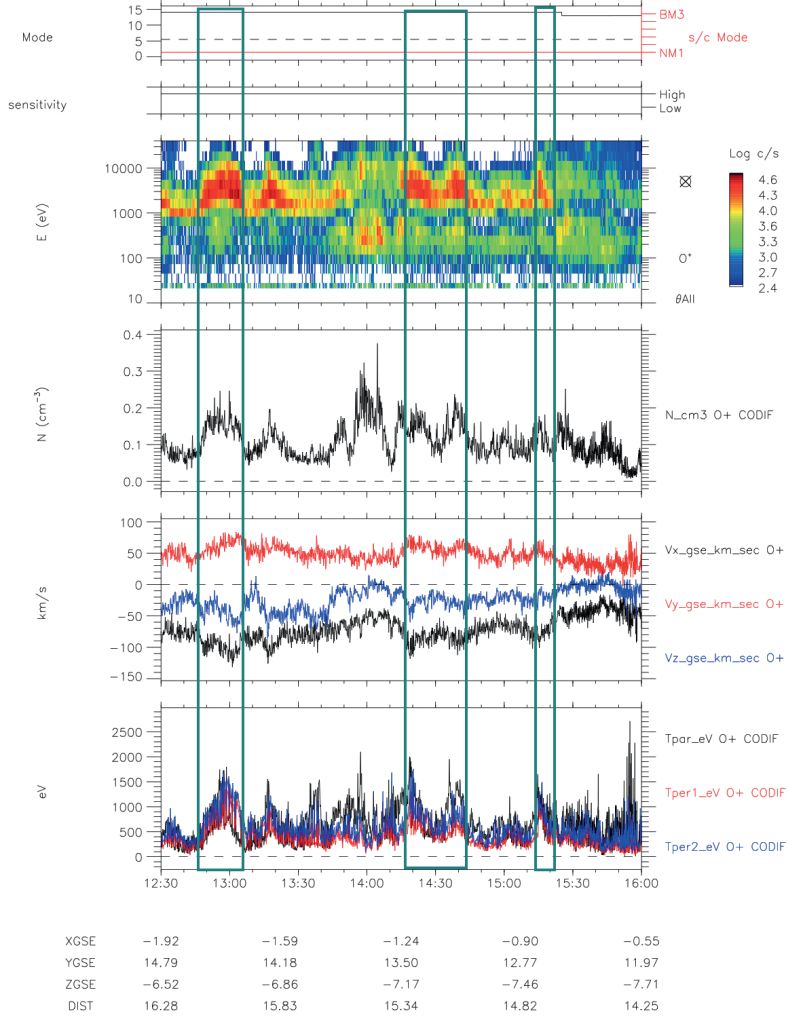 15
10
5
0
Mode
BM3
s/c Mode
NM1
sensitivity
High
Low
10000
1000
100
10
E (eV)
O⁺
θAll
Log c/s
4.6
4.3
4.0
3.6
3.3
3.0
2.7
2.4
0.4
0.3
0.2
0.1
0.0
N (cm⁻³)
N_cm3 O+ CODIF
100
50
0
−50
−100
−150
km/s
Vx_gse_km_sec O+
Vy_gse_km_sec O+
Vz_gse_km_sec O+
2500
2000
1500
1000
500
0
eV
Tpar_eV O+ CODIF
Tper1_eV O+ CODIF
Tper2_eV O+ CODIF
12:30 13:00 13:30 14:00 14:30 15:00 15:30 16:00
XGSE −1.92 −1.59 −1.24 −0.90 −0.55
YGSE 14.79 14.18 13.50 12.77 11.97
ZGSE −6.52 −6.86 −7.17 −7.46 −7.71
DIST 16.28 15.83 15.34 14.82 14.25